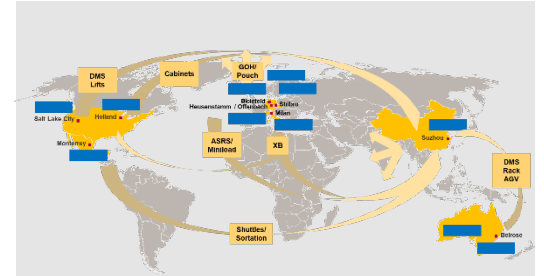 DMS
Lifts
Cabinets
GOH/
Pouch
Bielefeld
Stribro
Heusenstamm / Offenbach
Milan
Salt Lake City
Holland
Monterrey
ASRS/
Miniload
XB
Suzhou
DMS
Rack
AGV
Shuttles/
Sortation
Belrose